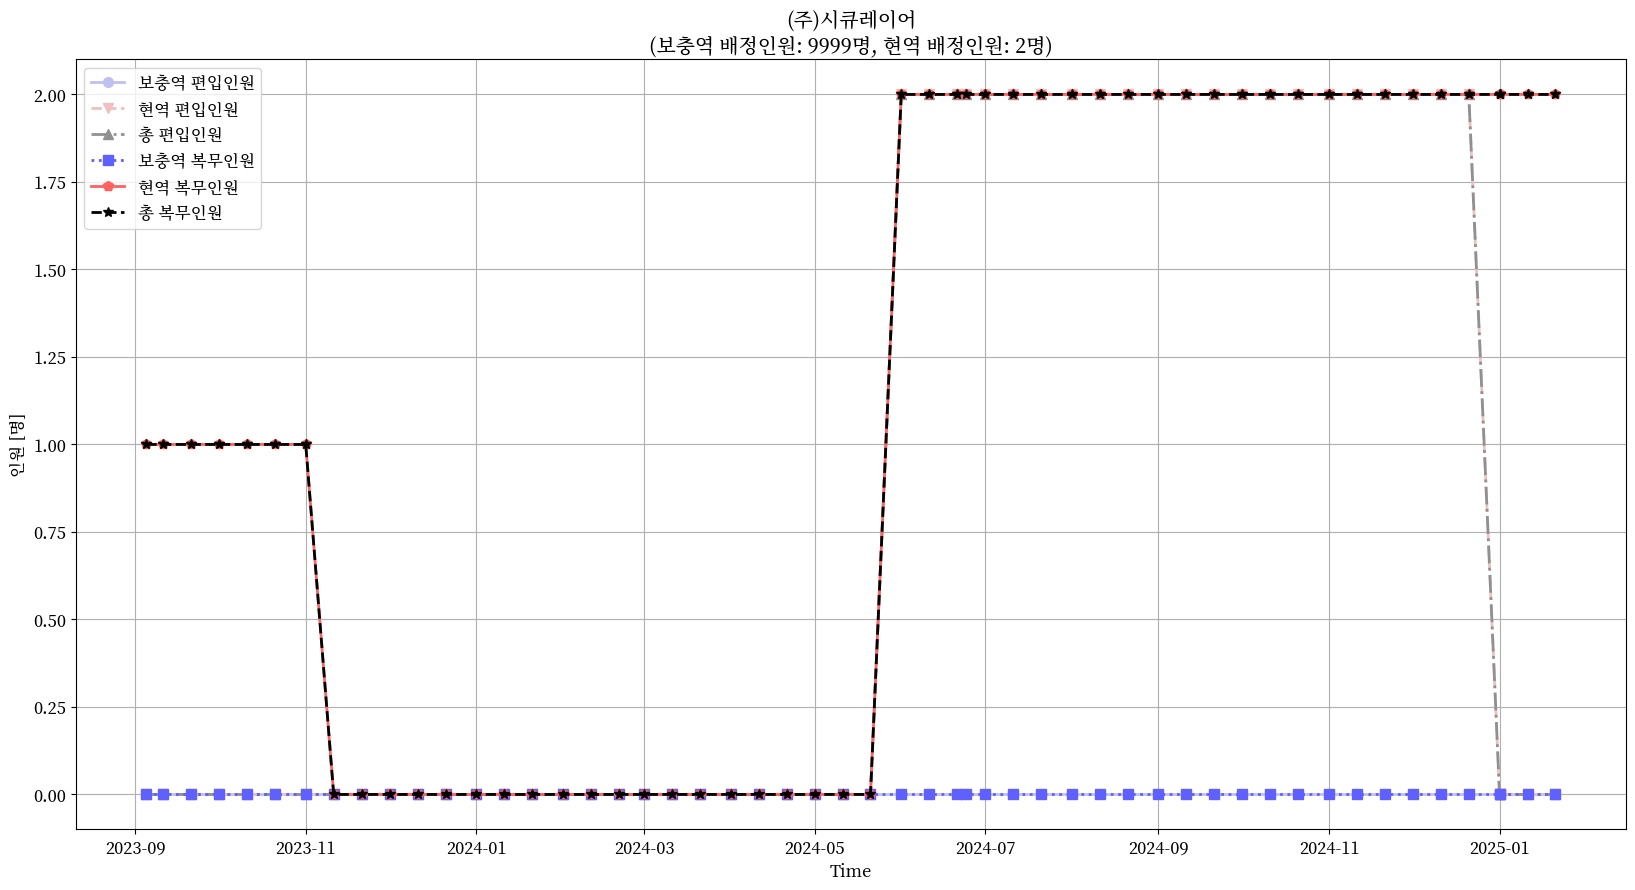 (주)시큐레이어
(보충역 배정인원: 9999명, 현역 배정인원: 2명)
보충역 편입인원
현역 편입인원
총 편입인원
보충역 복무인원
현역 복무인원
총 복무인원
2.00
1.75
1.50
1.25
1.00
0.75
0.50
0.25
0.00
인원 [명]
2023-09 2023-11 2024-01 2024-03 2024-05 2024-07 2024-09 2024-11 2025-01
Time